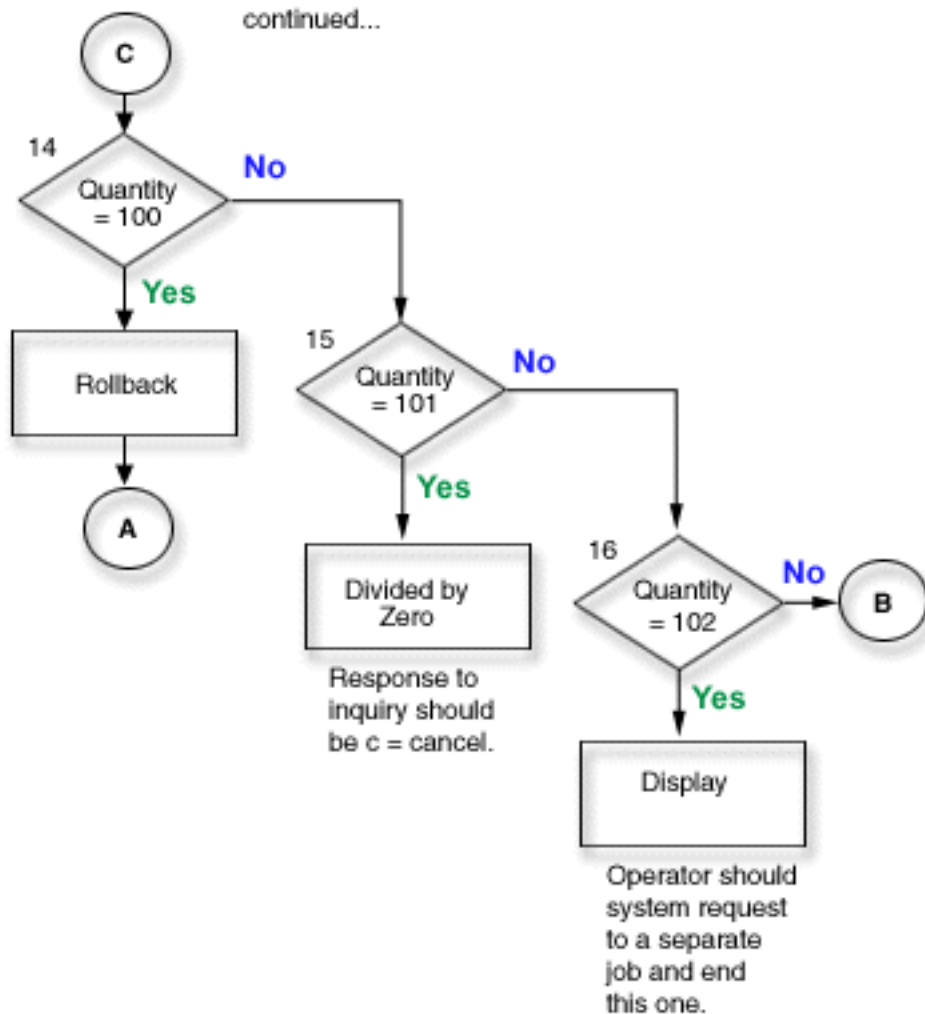 continued...
C
14
Quantity
= 100
No
Yes
Rollback
A
15
Quantity
= 101
No
Yes
Divided by
Zero
Response to
inquiry should
be c = cancel.
16
Quantity
= 102
No
B
Yes
Display
Operator should
system request
to a separate
job and end
this one.